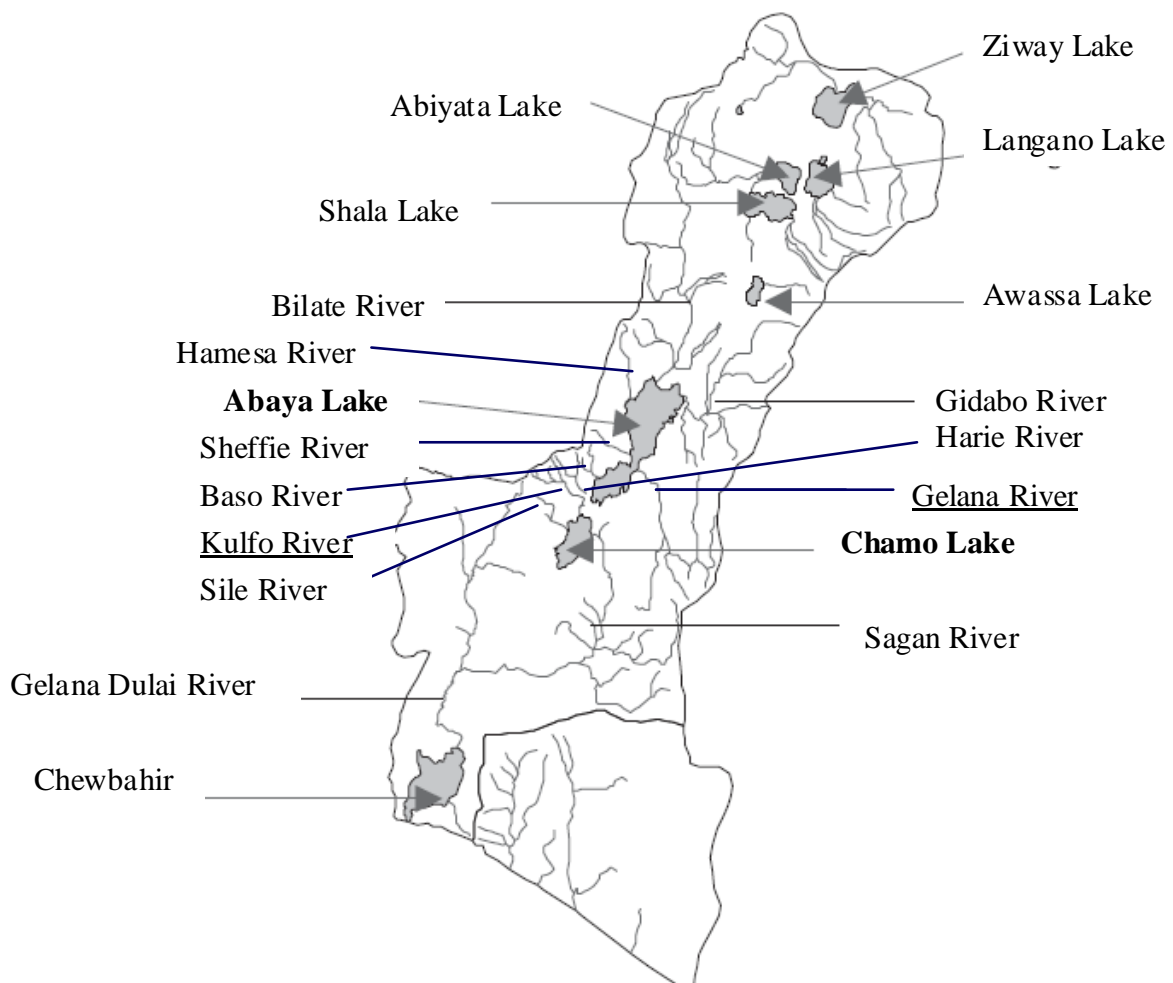 Ziway Lake
Abiyata Lake
Langano Lake
Shala Lake
Bilate River
Awassa Lake
Hamesa River
Abaya Lake
Gidabo River
Sheffie River
Harie River
Baso River
Gelana River
Kulfo River
Chamo Lake
Sile River
Sagan River
Gelana Dulai River
Chewbahir